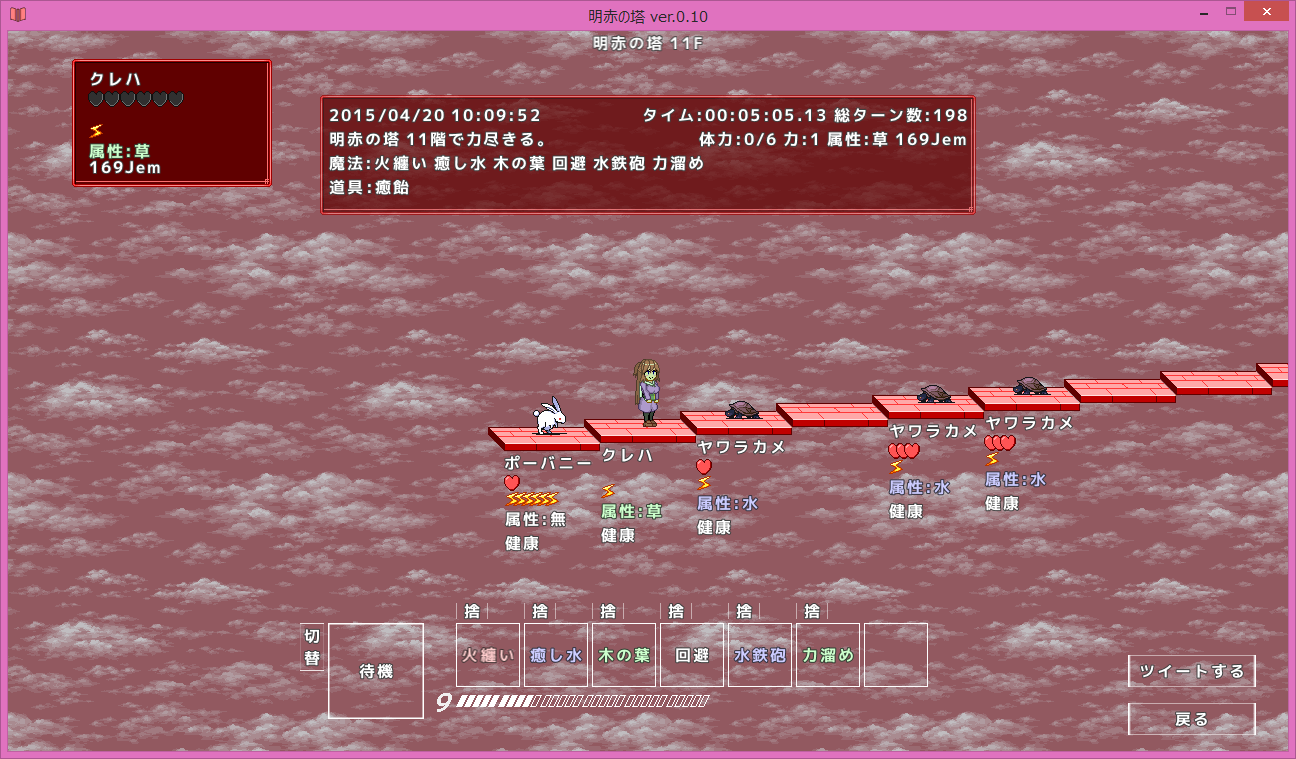 明赤の塔 ver.0.10
明赤の塔 11F
クレハ
属性:草
169Jem
2015/04/20 10:09:52 タイム:00:05:05.13 総ターン数:198
明赤の塔 11階で力尽きる。 体力:0/6 力:1 属性:草 169Jem
魔法:火纏い 癒し水 木の葉 回避 水鉄砲 力溜め
道具:癒飴
ポーバニー
属性:無
健康
クレハ
属性:草
健康
ヤワラカメ
属性:水
健康
ヤワラカメ
属性:水
健康
ヤワラカメ
属性:水
健康
捨 捨 捨 捨 捨 捨
切替
待機
火纏い 癒し水 木の葉 回避 水鉄砲 力溜め
9
ツイートする
戻る